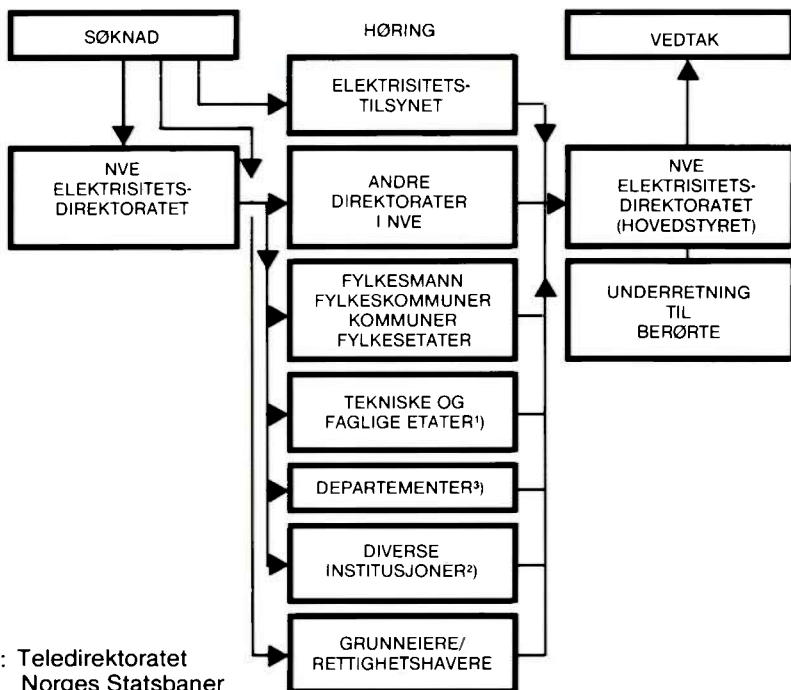 SØKNAD
HØRING
VEDTAK
ELEKTRISITETS-
TILSYNET
NVE
ELEKTRISITETS-
DIREKTORATET
ANDRE
DIREKTORATER
I NVE
NVE
ELEKTRISITETS-
DIREKTORATET
(HOVEDSTYRET)
FYLKESMANN
FYLKESKOMMUNER
KOMMUNER
FYLKESETATER
UNDERRETNING
TIL
BERØRTE
TEKNISKE OG
FAGLIGE ETATER¹)
DEPARTEMENTER³)
DIVERSE
INSTITUSJONER²)
GRUNNEIERE/
RETTIGHETSHAVERE
: Teledirektoratet
Norges Statsbaner